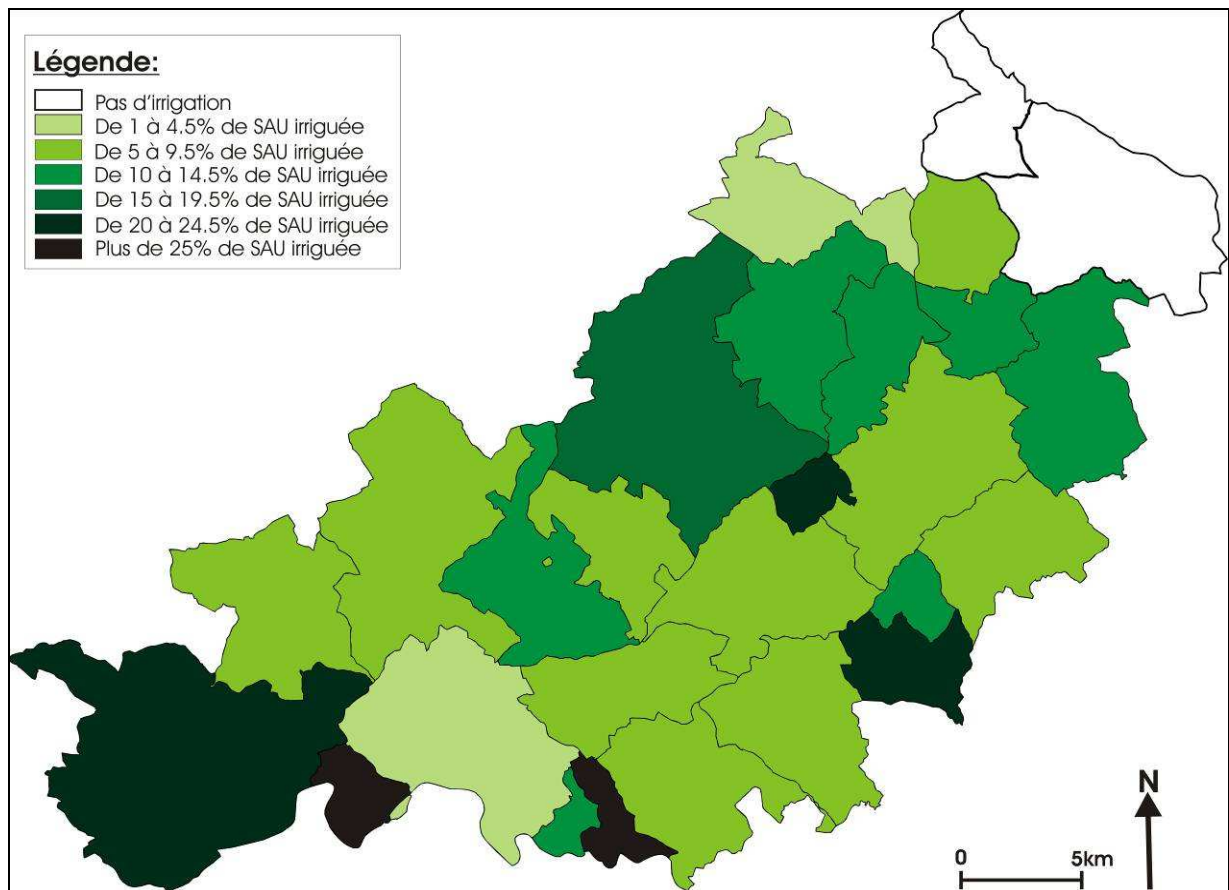 Légende:
Pas d'irrigation
De 1 à 4.5% de SAU irriguée
De 5 à 9.5% de SAU irriguée
De 10 à 14.5% de SAU irriguée
De 15 à 19.5% de SAU irriguée
De 20 à 24.5% de SAU irriguée
Plus de 25% de SAU irriguée
N
0 5km